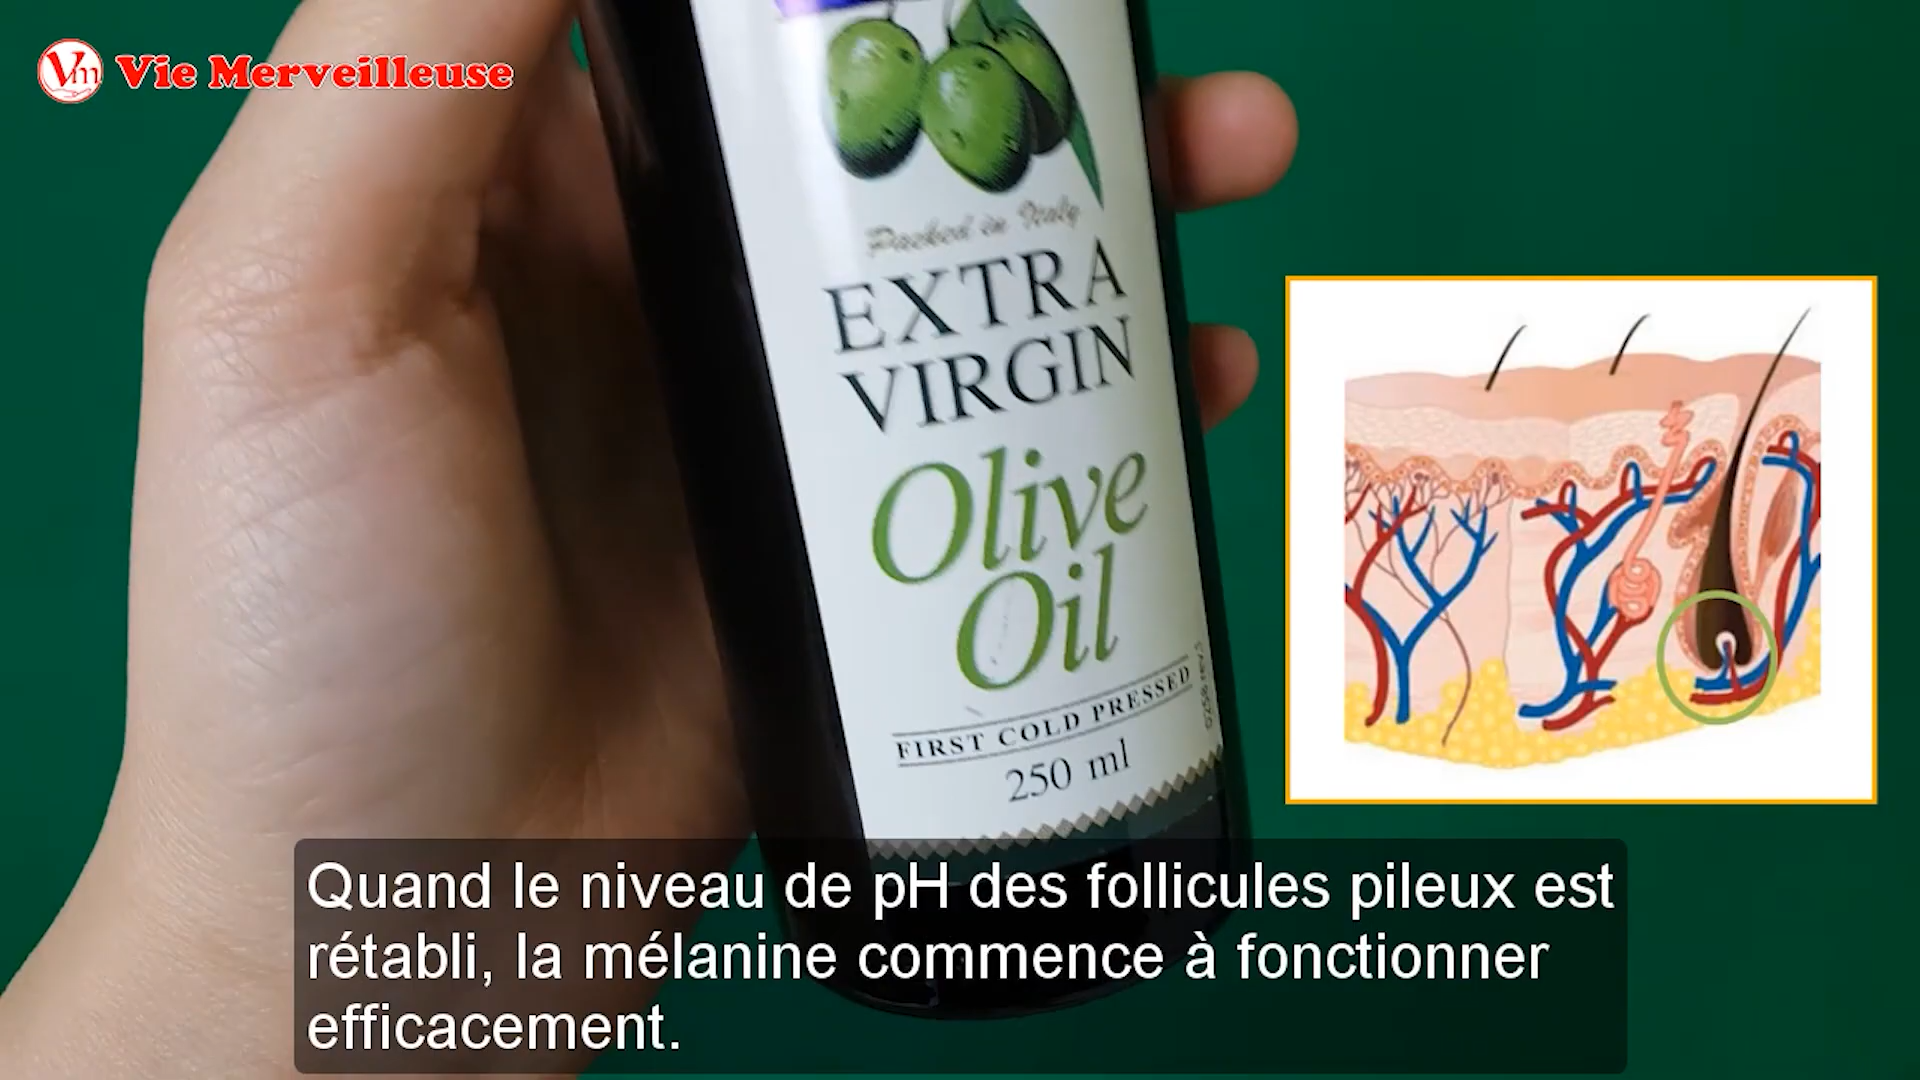 Vm Vie Merveilleuse
Packed in Italy
EXTRA
VIRGIN
Olive
Oil
FIRST COLD PRESSED
250 ml
Quand le niveau de pH des follicules pileux est
rétabli, la mélanine commence à fonctionner
efficacement.